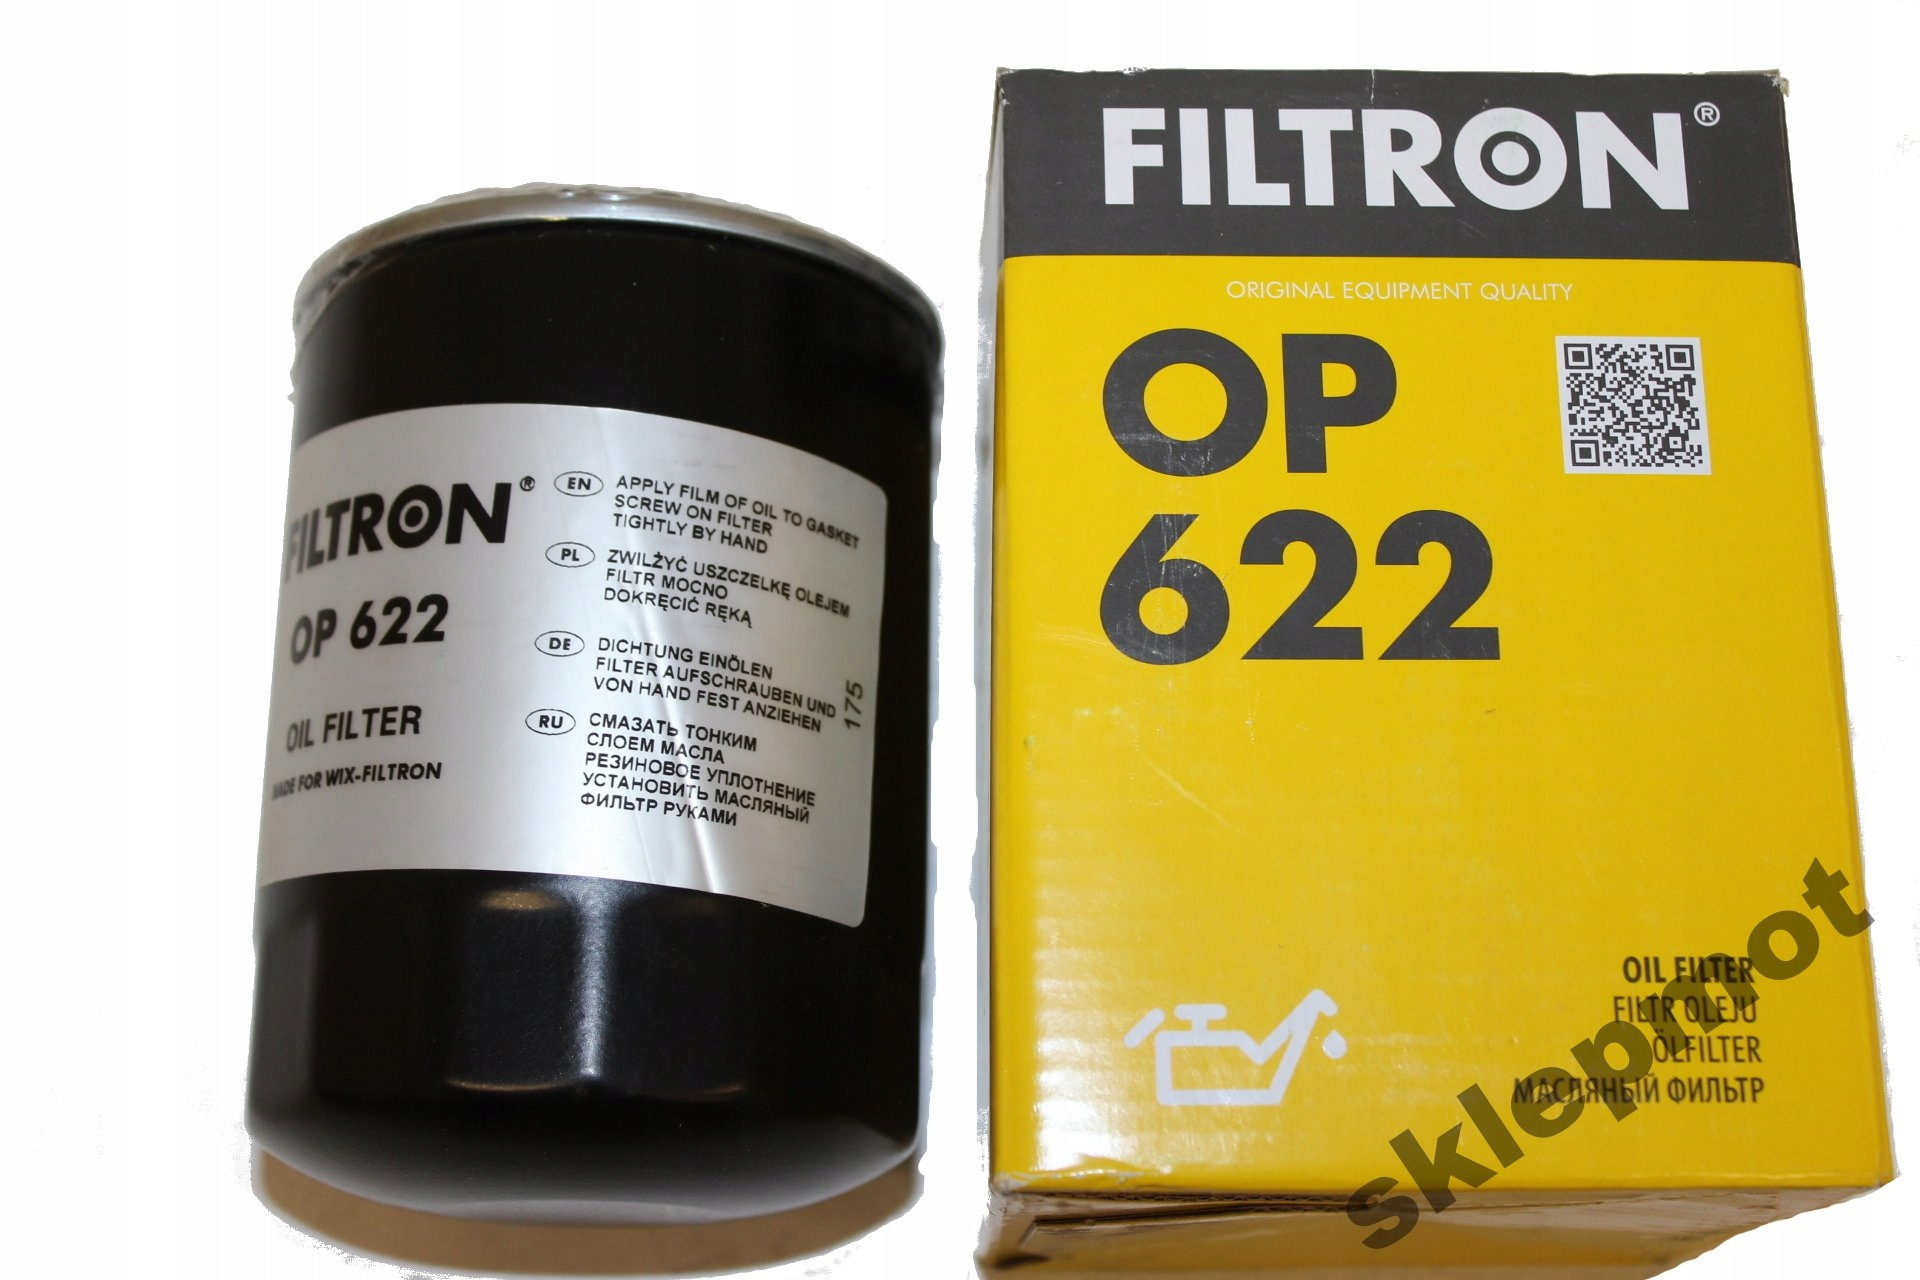 FILTRON®
OP 622
OIL FILTER
MADE FOR WIX-FILTRON
EN APPLY FILM OF OIL TO GASKET
SCREW ON FILTER
TIGHTLY BY HAND
PL ZWILŻYĆ USZCZELKĘ OLEJEM
FILTR MOCNO
DOKRĘCIĆ RĘKĄ
DE DICHTUNG EINÖLEN
FILTER AUFSCHRAUBEN UND
VON HAND FEST ANZIEHEN
RU СМАЗАТЬ ТОНКИМ
СЛОЕМ МАСЛА
РЕЗИНОВОЕ УПЛОТНЕНИЕ
УСТАНОВИТЬ МАСЛЯНЫЙ
ФИЛЬТР РУКАМИ
175
FILTRON®
ORIGINAL EQUIPMENT QUALITY
OP
622
OIL FILTER
FILTR OLEJU
ÖLFILTER
МАСЛЯНЫЙ ФИЛЬТР
sklepmot